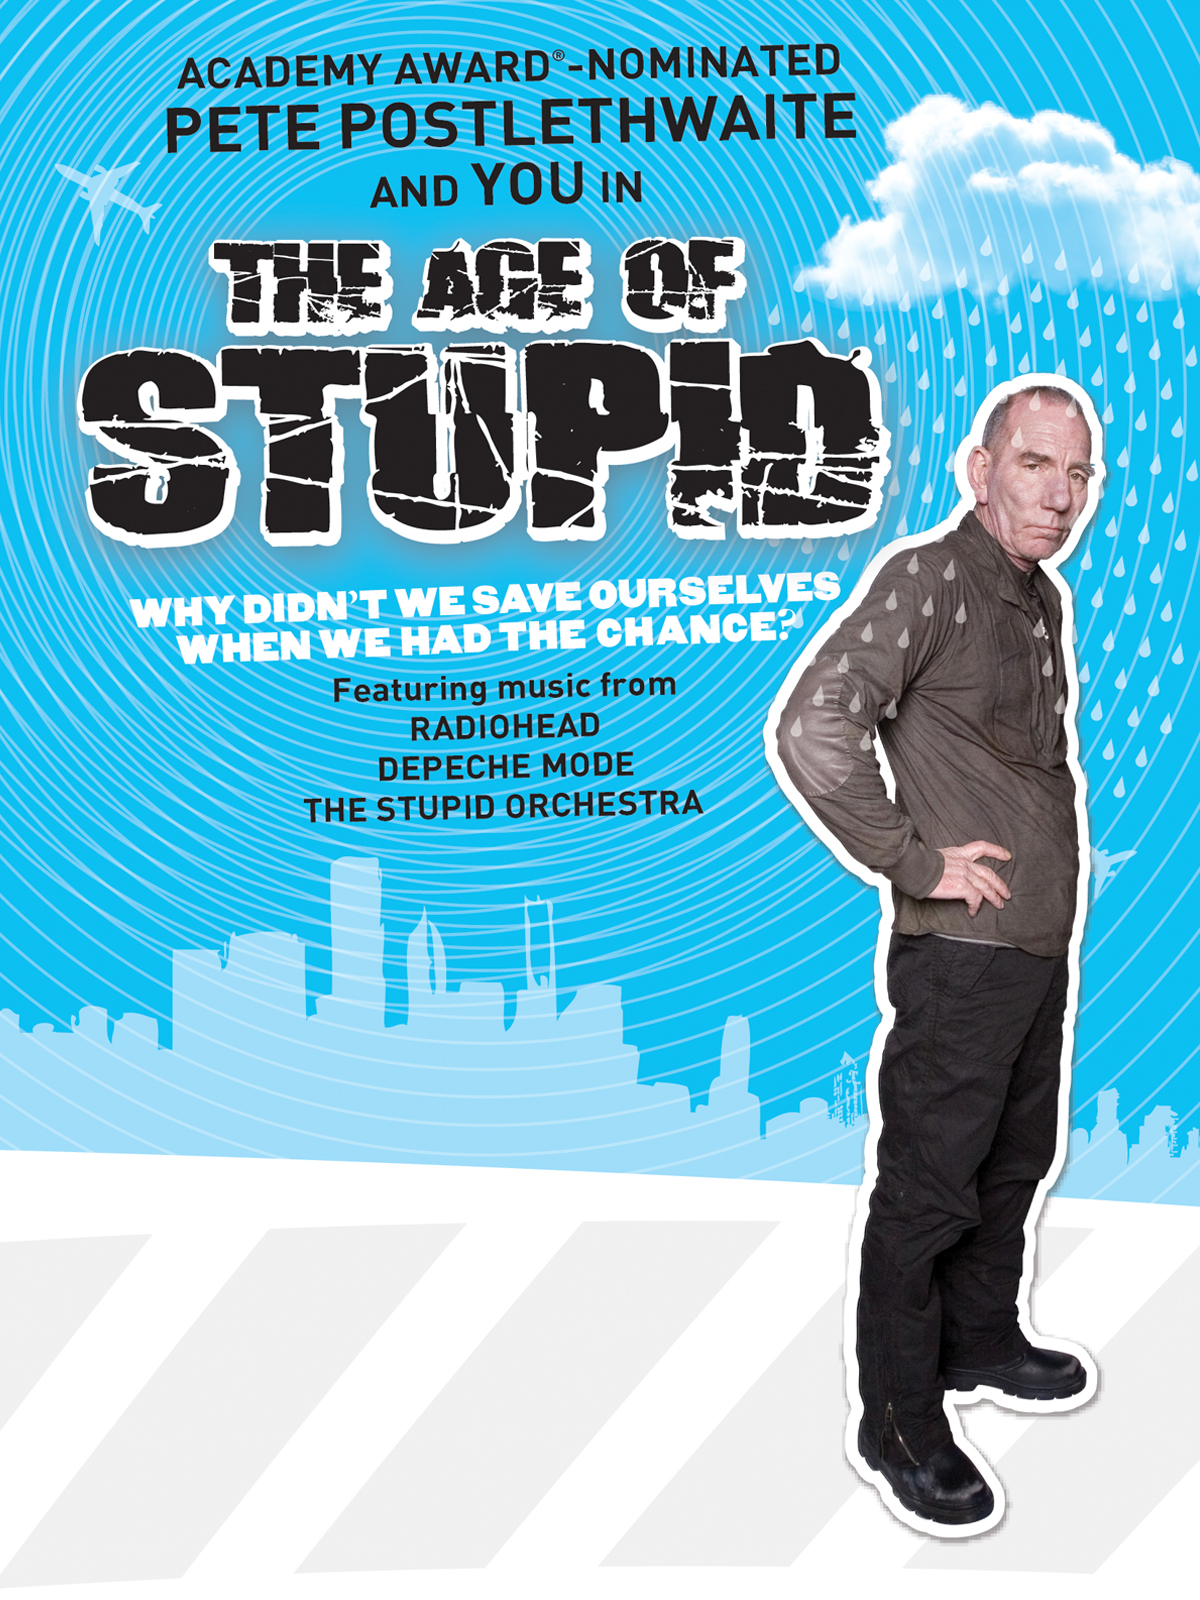 ACADEMY AWARD®-NOMINATED
PETE POSTLETHWAITE
AND YOU IN
THE AGE OF
STUPID
WHY DIDN'T WE SAVE OURSELVES
WHEN WE HAD THE CHANCE?
Featuring music from
RADIOHEAD
DEPECHE MODE
THE STUPID ORCHESTRA